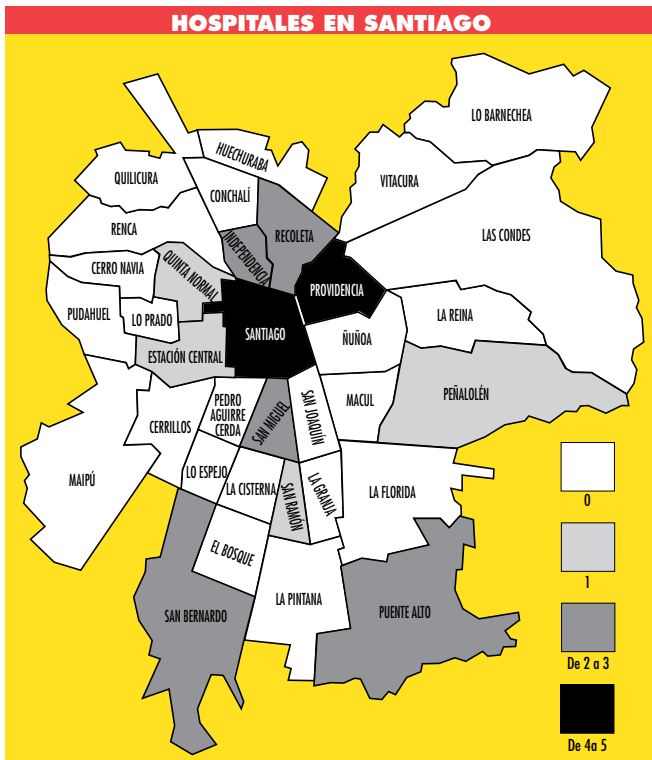 HOSPITALES EN SANTIAGO
LO BARNECHEA
HUECHURABA
VITACURA
QUILICURA
CONCHALÍ
RENCA
RECOLETA
LAS CONDES
INDEPENDENCIA
CERRO NAVIA
QUINTA NORMAL
PROVIDENCIA
PUDAHUEL
LO PRADO
LA REINA
SANTIAGO
ÑUÑOA
ESTACIÓN CENTRAL
PEÑALOLÉN
PEDRO
AGUIRRE
CERDA
SAN MIGUEL
SAN JOAQUÍN
MACUL
CERRILLOS
MAIPÚ
LO ESPEJO
LA CISTERNA
SAN RAMÓN
LA GRANJA
LA FLORIDA
EL BOSQUE
LA PINTANA
PUENTE ALTO
SAN BERNARDO
0
1
De 2 a 3
De 4a 5